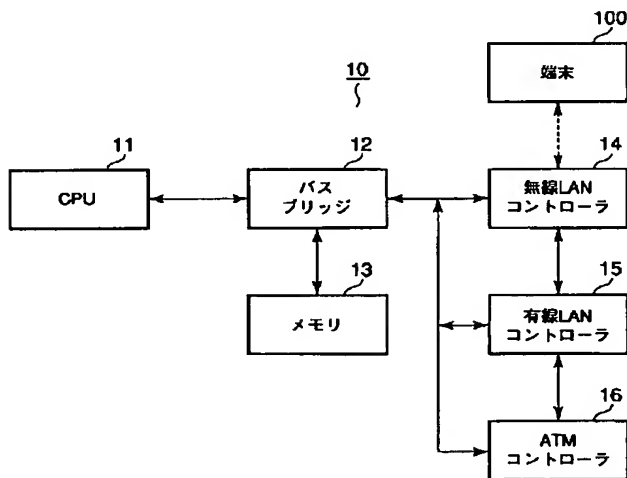 100
端末
10
11
CPU
12
バス
ブリッジ
14
無線LAN
コントローラ
13
メモリ
15
有線LAN
コントローラ
16
ATM
コントローラ